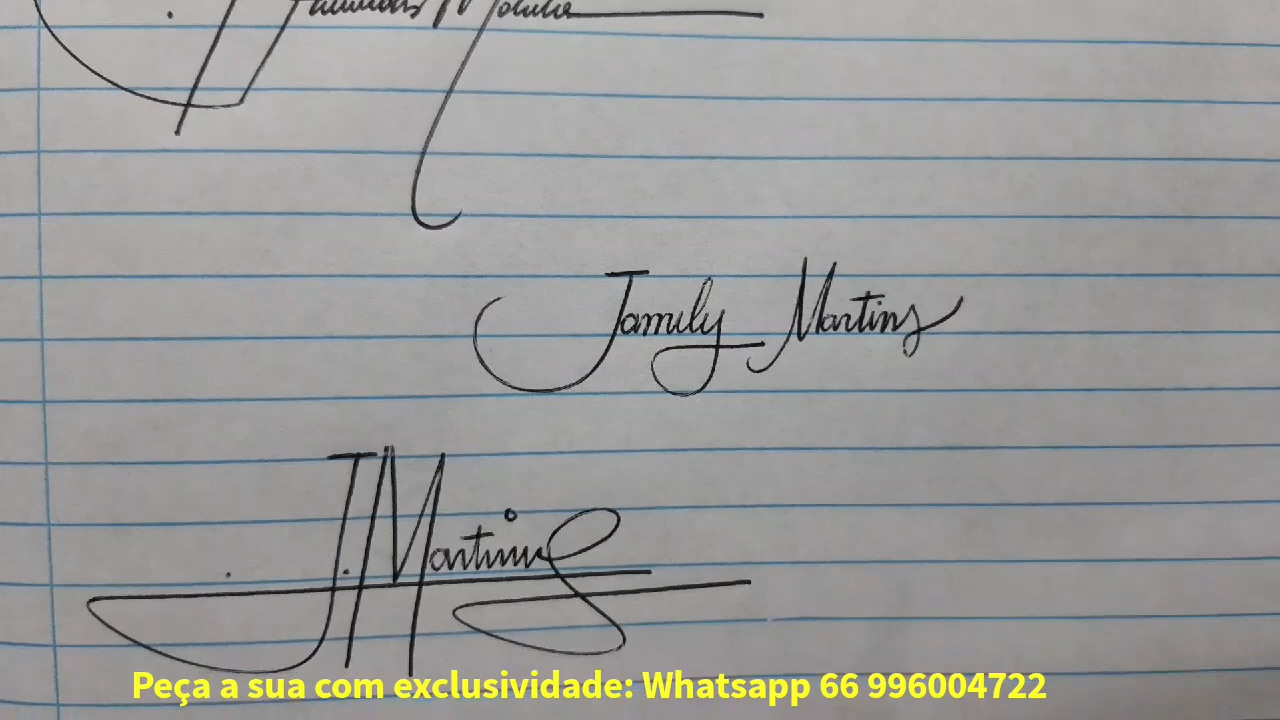 Jamily Martins
J. Martins
Peça a sua com exclusividade: Whatsapp 66 996004722